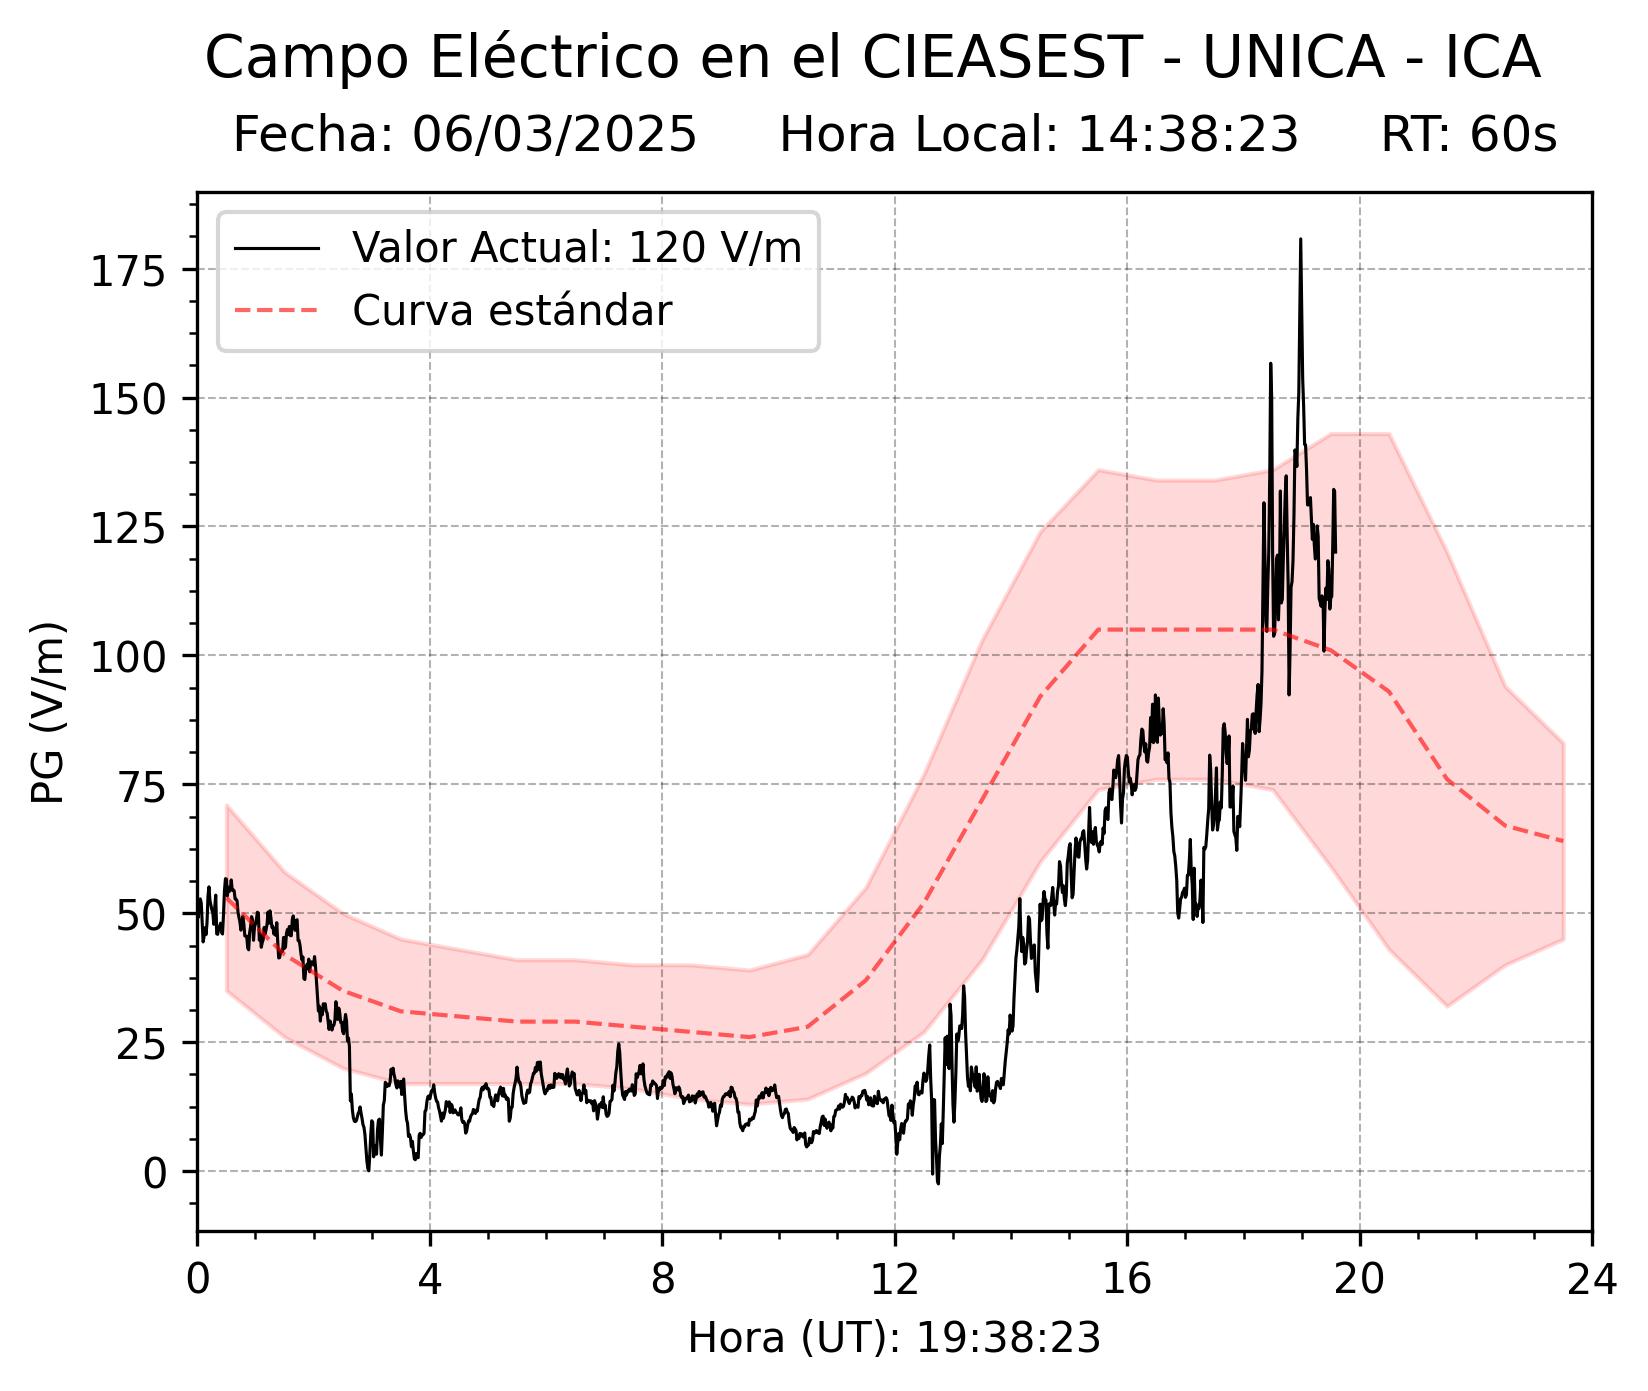 Campo Eléctrico en el CIEASEST - UNICA - ICA
Fecha: 06/03/2025 Hora Local: 14:38:23 RT: 60s
Valor Actual: 120 V/m
Curva estándar
175
150
125
100
75
50
25
0
PG (V/m)
0 4 8 12 16 20 24
Hora (UT): 19:38:23